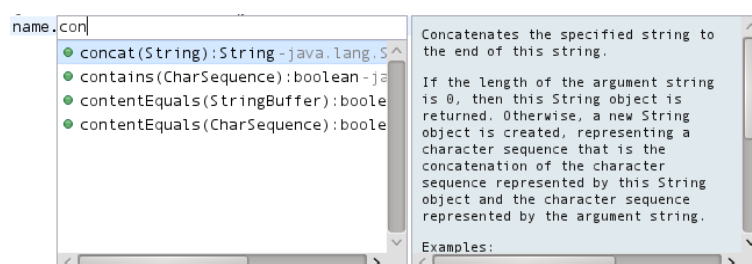 name.con
concat(String):String - java.lang.S
contains(CharSequence):boolean - ja
contentEquals(StringBuffer):boole
contentEquals(CharSequence):boole
Concatenates the specified string to
the end of this string.
If the length of the argument string
is 0, then this String object is
returned. Otherwise, a new String
object is created, representing a
character sequence that is the
concatenation of the character
sequence represented by this String
object and the character sequence
represented by the argument string.
Examples: